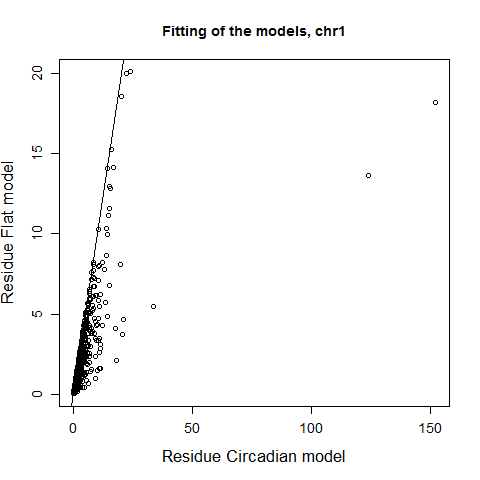 Fitting of the models, chr1
Residue Flat model
20
15
10
5
0
0 50 100 150
Residue Circadian model